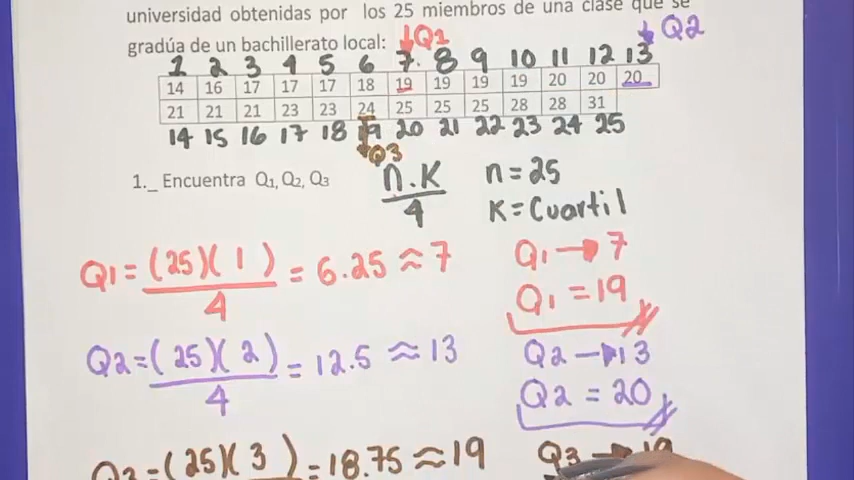 universidad obtenidas por los 25 miembros de una clase que se
gradúa de un bachillerato local: Q1 Q2
1 2 3 4 5 6 7. 8 9 10 11 12 13
14 16 17 17 17 18 19 19 19 19 20 20 20
21 21 21 23 23 24 25 25 25 28 28 31
14 15 16 17 18 19 20 21 22 23 24 25
Q3
1._ Encuentra Q1, Q2, Q3 n.K/4 n=25
K=Cuartil
Q1=(25)(1)/4=6.25≈7 Q1→7
Q1=19
Q2=(25)(2)/4=12.5≈13 Q2→13
Q2=20
Q3=(25)(3)=18.75≈19 Q3→19